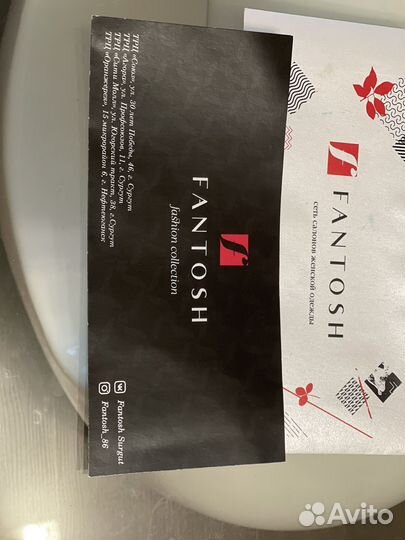 ТРЦ «Союз», ул. 30 лет Победы, 46, г. Сургут
ТРЦ «Агора», ул. Профсоюзов, 11, г. Сургут
ТРЦ «Сити Молл», ул. Югорский тракт, 38, г. Сургут
ТРЦ «Оранжерея», 15 микрорайон 6, г. Нефтеюганск
FANTOSH
fashion collection
Fantosh Surgut
Fantosh_86
FANTOSH
сеть салонов женской одежды
Avito